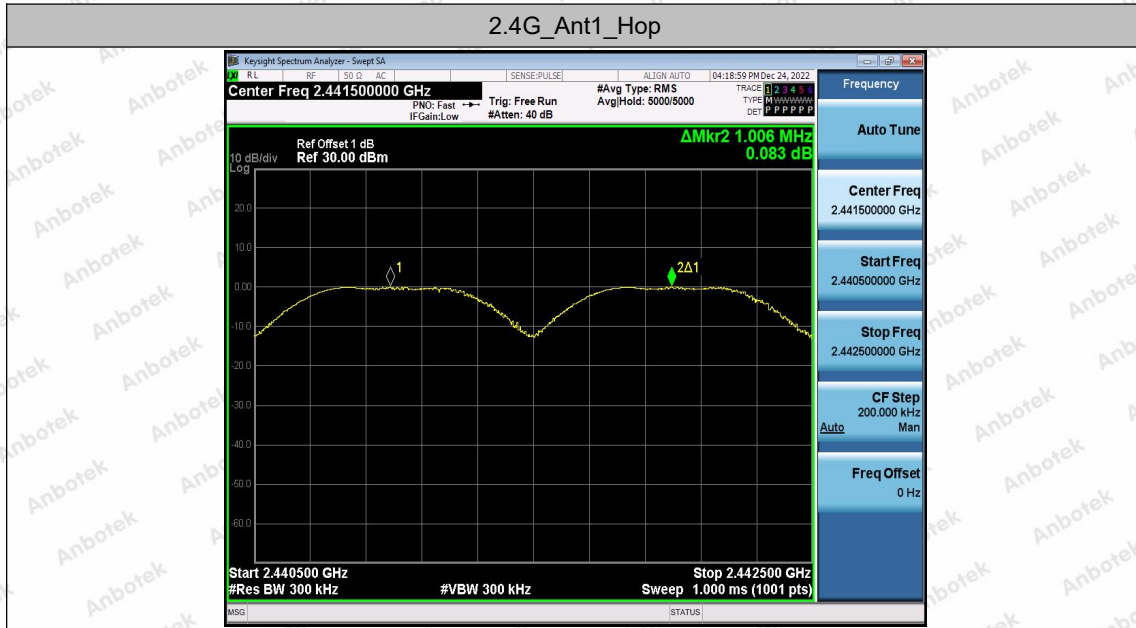 2.4G_Ant1_Hop
Keysight Spectrum Analyzer - Swept SA
LXI RL RF 50 Ω AC SENSE:PULSE ALIGN AUTO 04:18:59 PM Dec 24, 2022
Center Freq 2.441500000 GHz
PNO: Fast
IFGain:Low
Trig: Free Run
#Atten: 40 dB
#Avg Type: RMS
Avg|Hold: 5000/5000
TRACE 1 2 3 4 5 6
TYPE M WWWWW
DET P P P P P P
Frequency
Auto Tune
Center Freq
2.441500000 GHz
Start Freq
2.440500000 GHz
Stop Freq
2.442500000 GHz
CF Step
200.000 kHz
Auto Man
Freq Offset
0 Hz
ΔMkr2 1.006 MHz
0.083 dB
Ref Offset 1 dB
10 dB/div Ref 30.00 dBm
Log
20.0
10.0
0.00
-10.0
-20.0
-30.0
-40.0
-50.0
-60.0
1
2Δ1
Start 2.440500 GHz Stop 2.442500 GHz
#Res BW 300 kHz #VBW 300 kHz Sweep 1.000 ms (1001 pts)
MSG STATUS
Anbotek